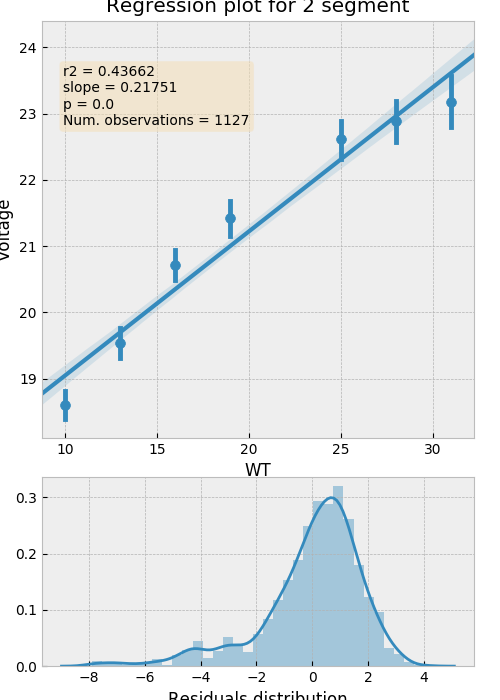 Regression plot for 2 segment
24
23
22
21
20
19
r2 = 0.43662
slope = 0.21751
p = 0.0
Num. observations = 1127
Voltage
10 15 20 25 30
WT
0.3
0.2
0.1
0.0
−8 −6 −4 −2 0 2 4
Residuals distribution